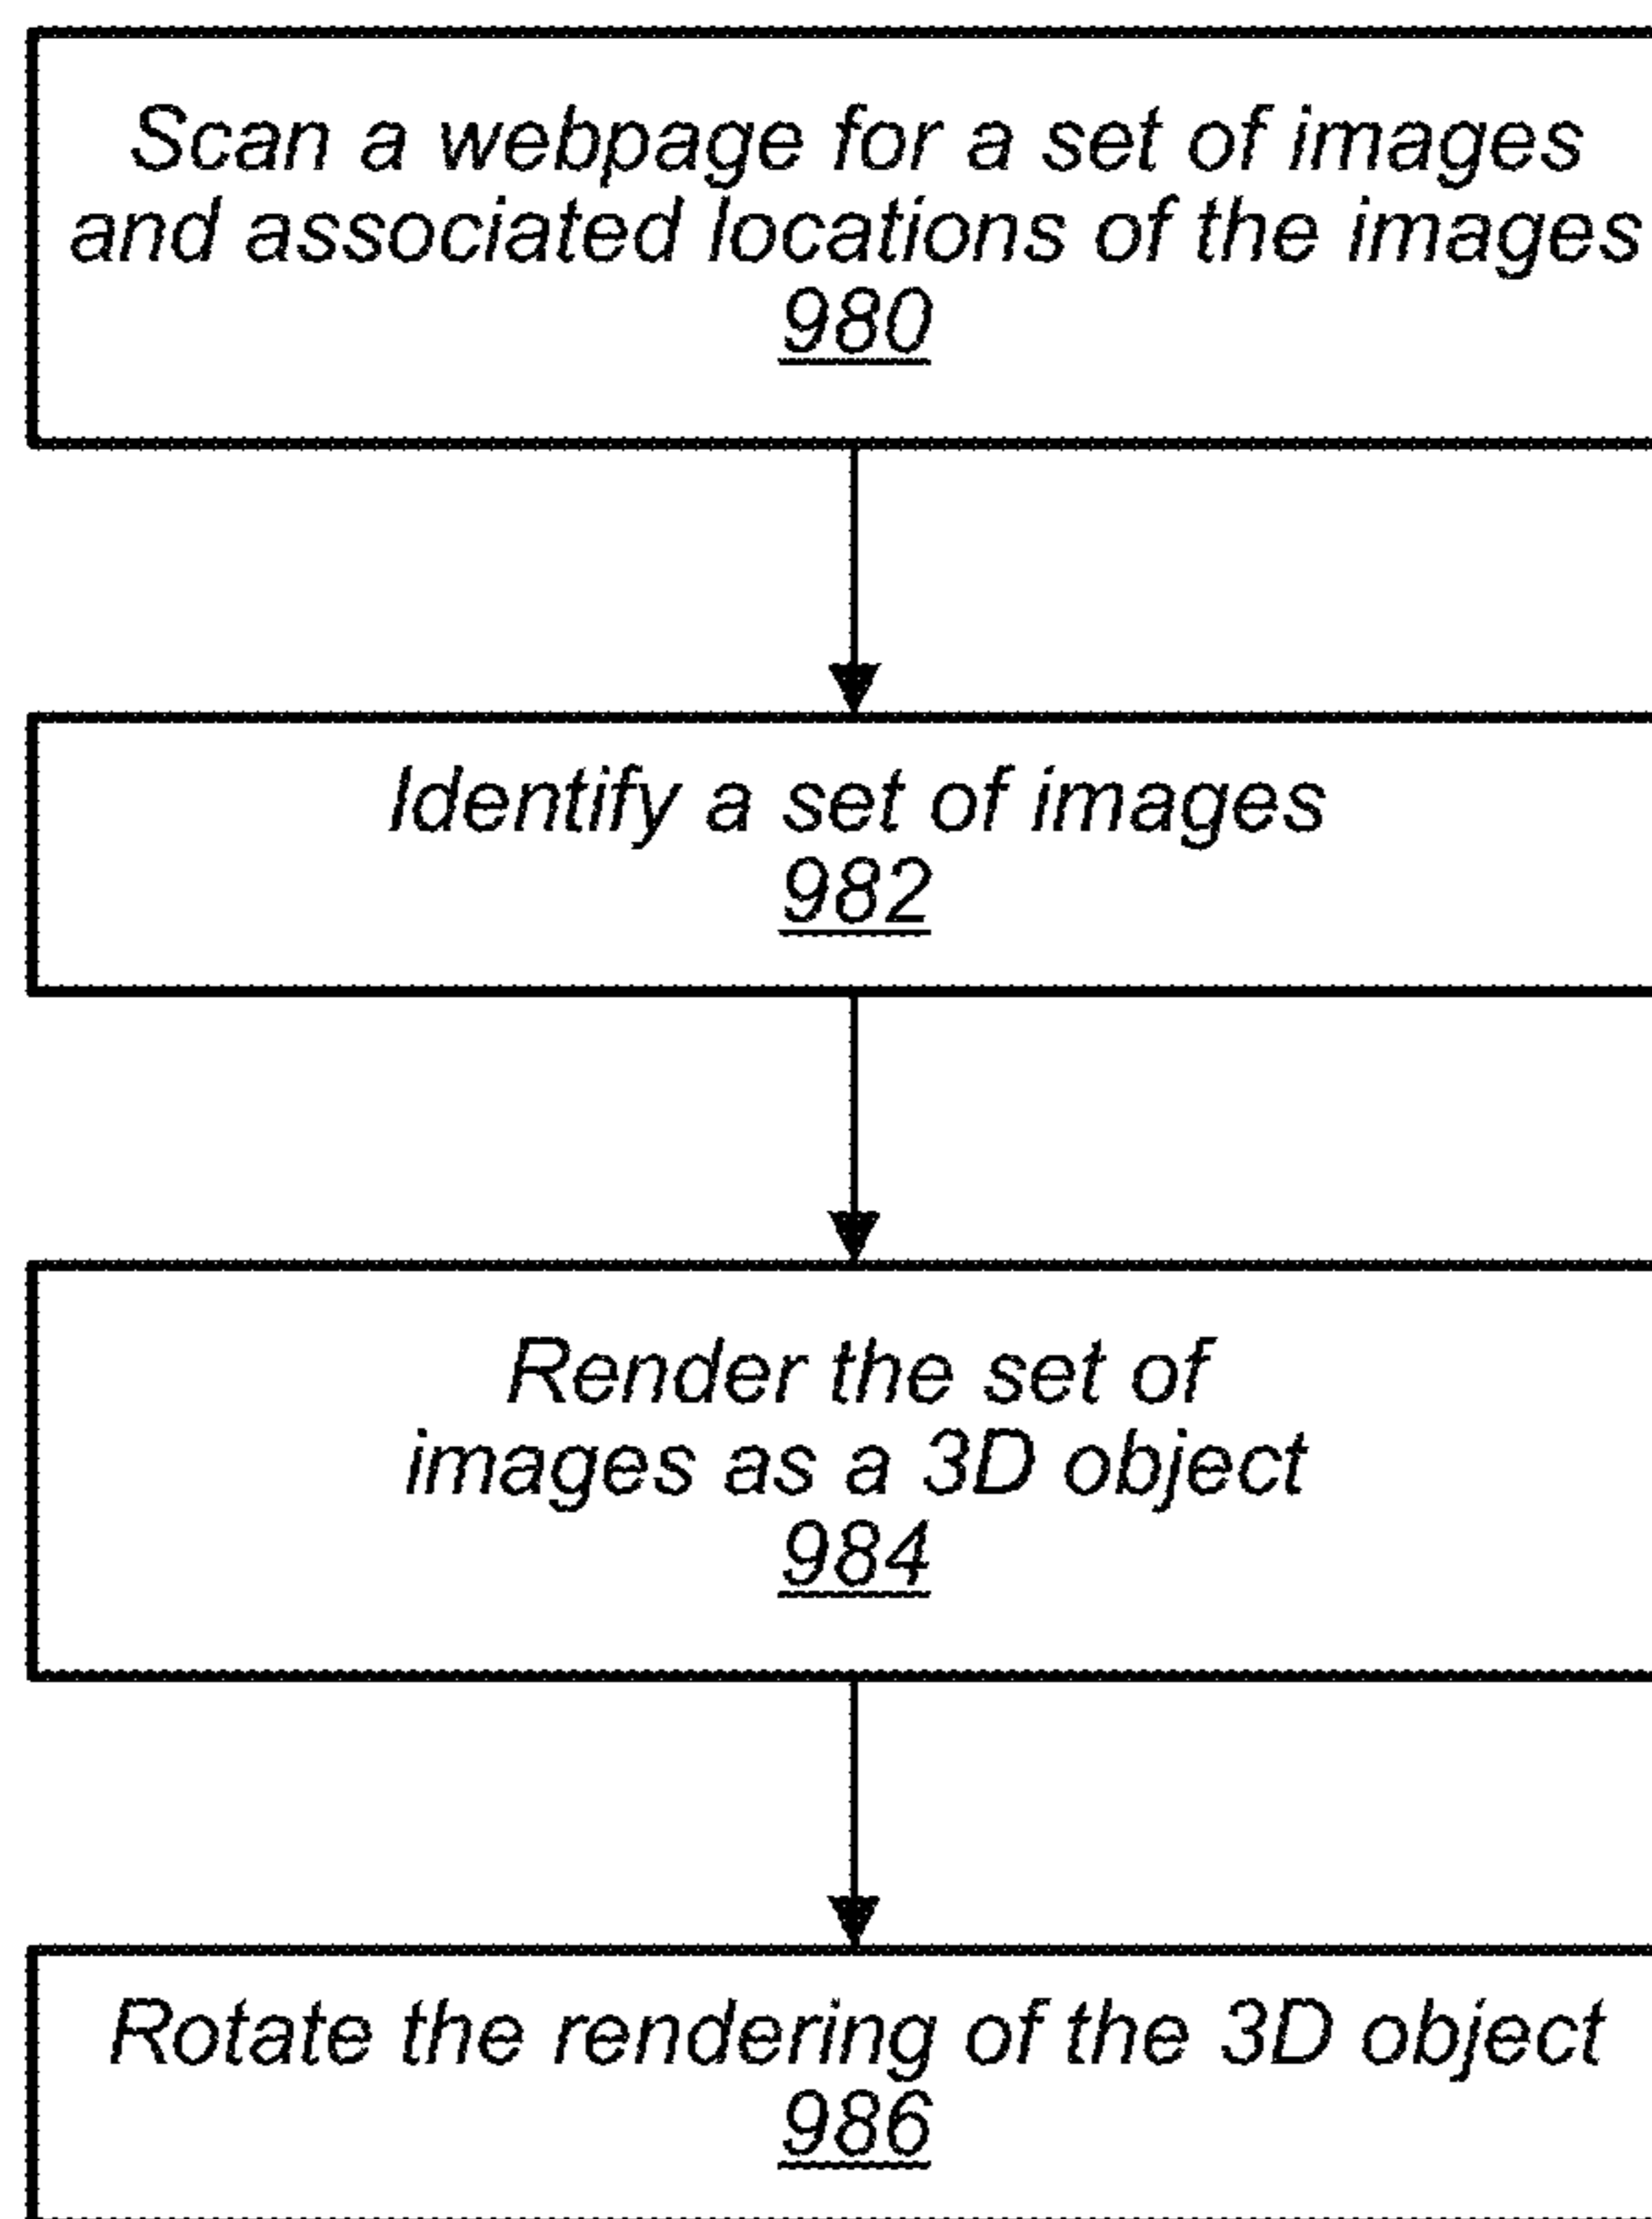 Scan a webpage for a set of images
and associated locations of the images
980
Identify a set of images
982
Render the set of
images as a 3D object
984
Rotate the rendering of the 3D object
986